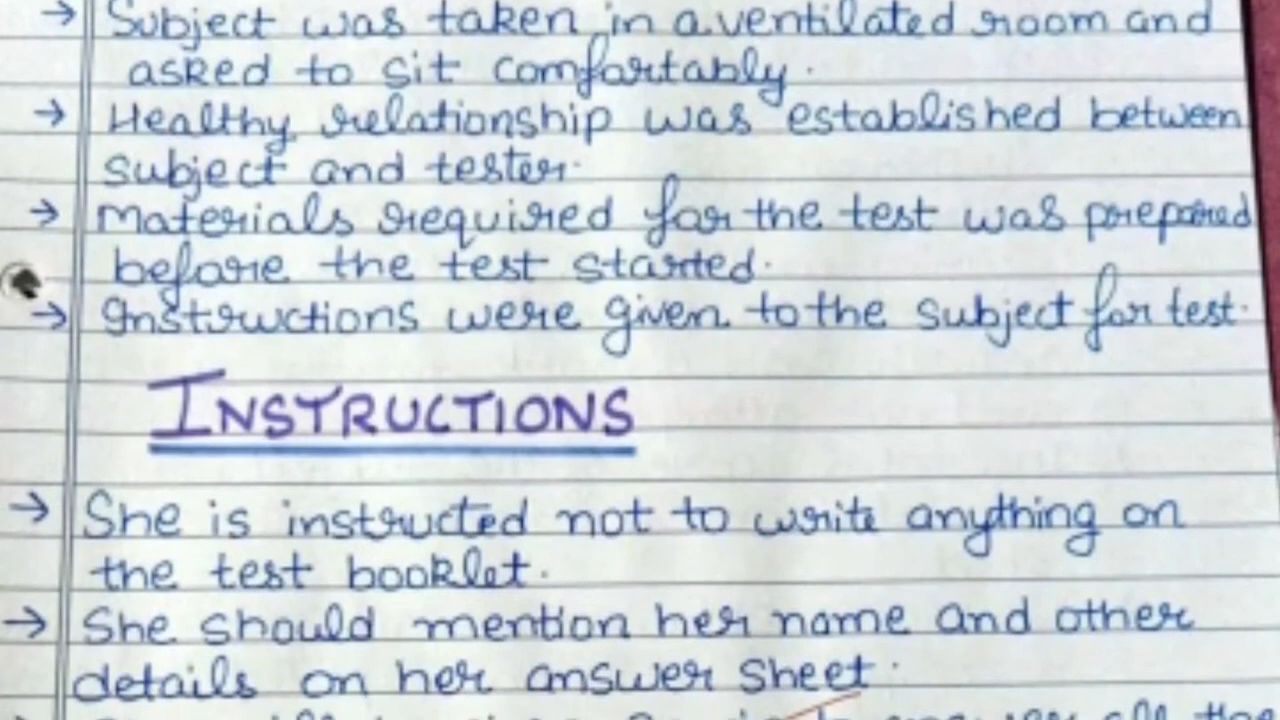 → Subject was taken in a ventilated room and
asked to sit comfortably.
→ Healthy relationship was established between
subject and tester.
→ Materials required for the test was prepared
before the test started.
→ Instructions were given to the subject for test.
INSTRUCTIONS
→ She is instructed not to write anything on
the test booklet.
→ She should mention her name and other
details on her answer sheet.
all the